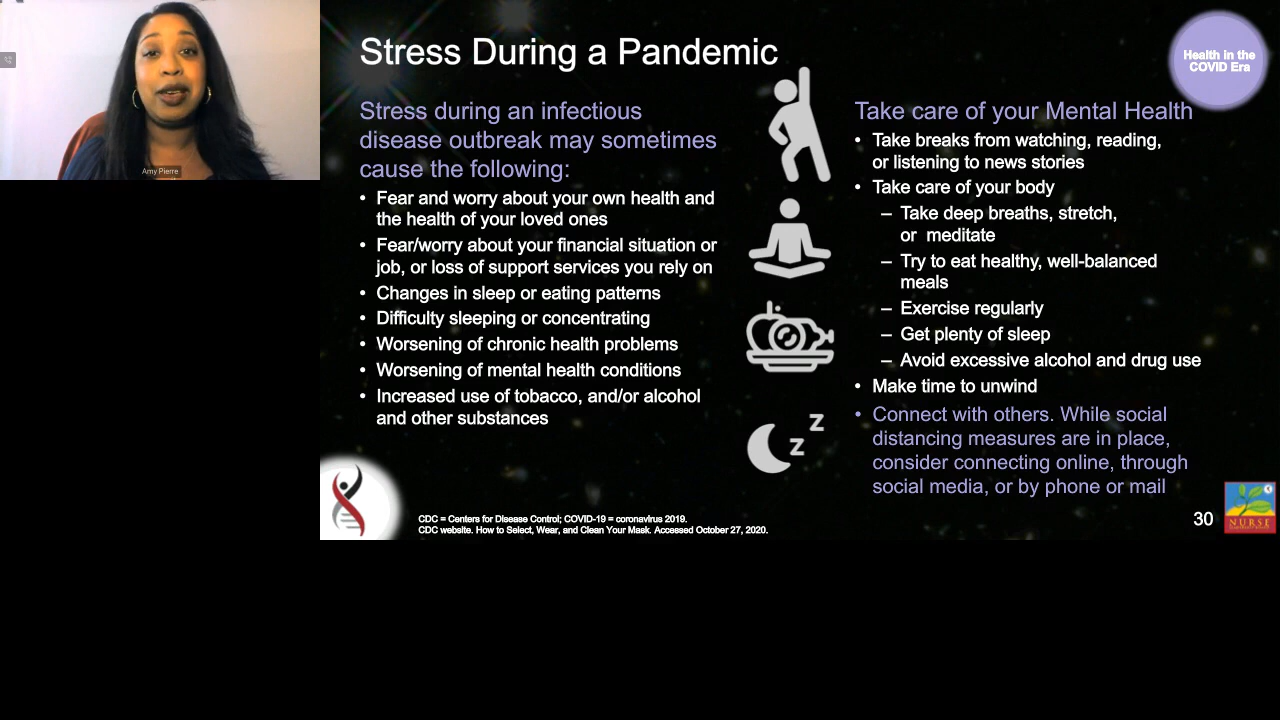 Amy Pierre
Stress During a Pandemic
Health in the
COVID Era
Stress during an infectious
disease outbreak may sometimes
cause the following:
• Fear and worry about your own health and
the health of your loved ones
• Fear/worry about your financial situation or
job, or loss of support services you rely on
• Changes in sleep or eating patterns
• Difficulty sleeping or concentrating
• Worsening of chronic health problems
• Worsening of mental health conditions
• Increased use of tobacco, and/or alcohol
and other substances
Take care of your Mental Health
• Take breaks from watching, reading,
or listening to news stories
• Take care of your body
– Take deep breaths, stretch,
or meditate
– Try to eat healthy, well-balanced
meals
– Exercise regularly
– Get plenty of sleep
– Avoid excessive alcohol and drug use
• Make time to unwind
• Connect with others. While social
distancing measures are in place,
consider connecting online, through
social media, or by phone or mail
z
z
CDC = Centers for Disease Control; COVID-19 = coronavirus 2019.
CDC website. How to Select, Wear, and Clean Your Mask. Accessed October 27, 2020.
30
NURSE